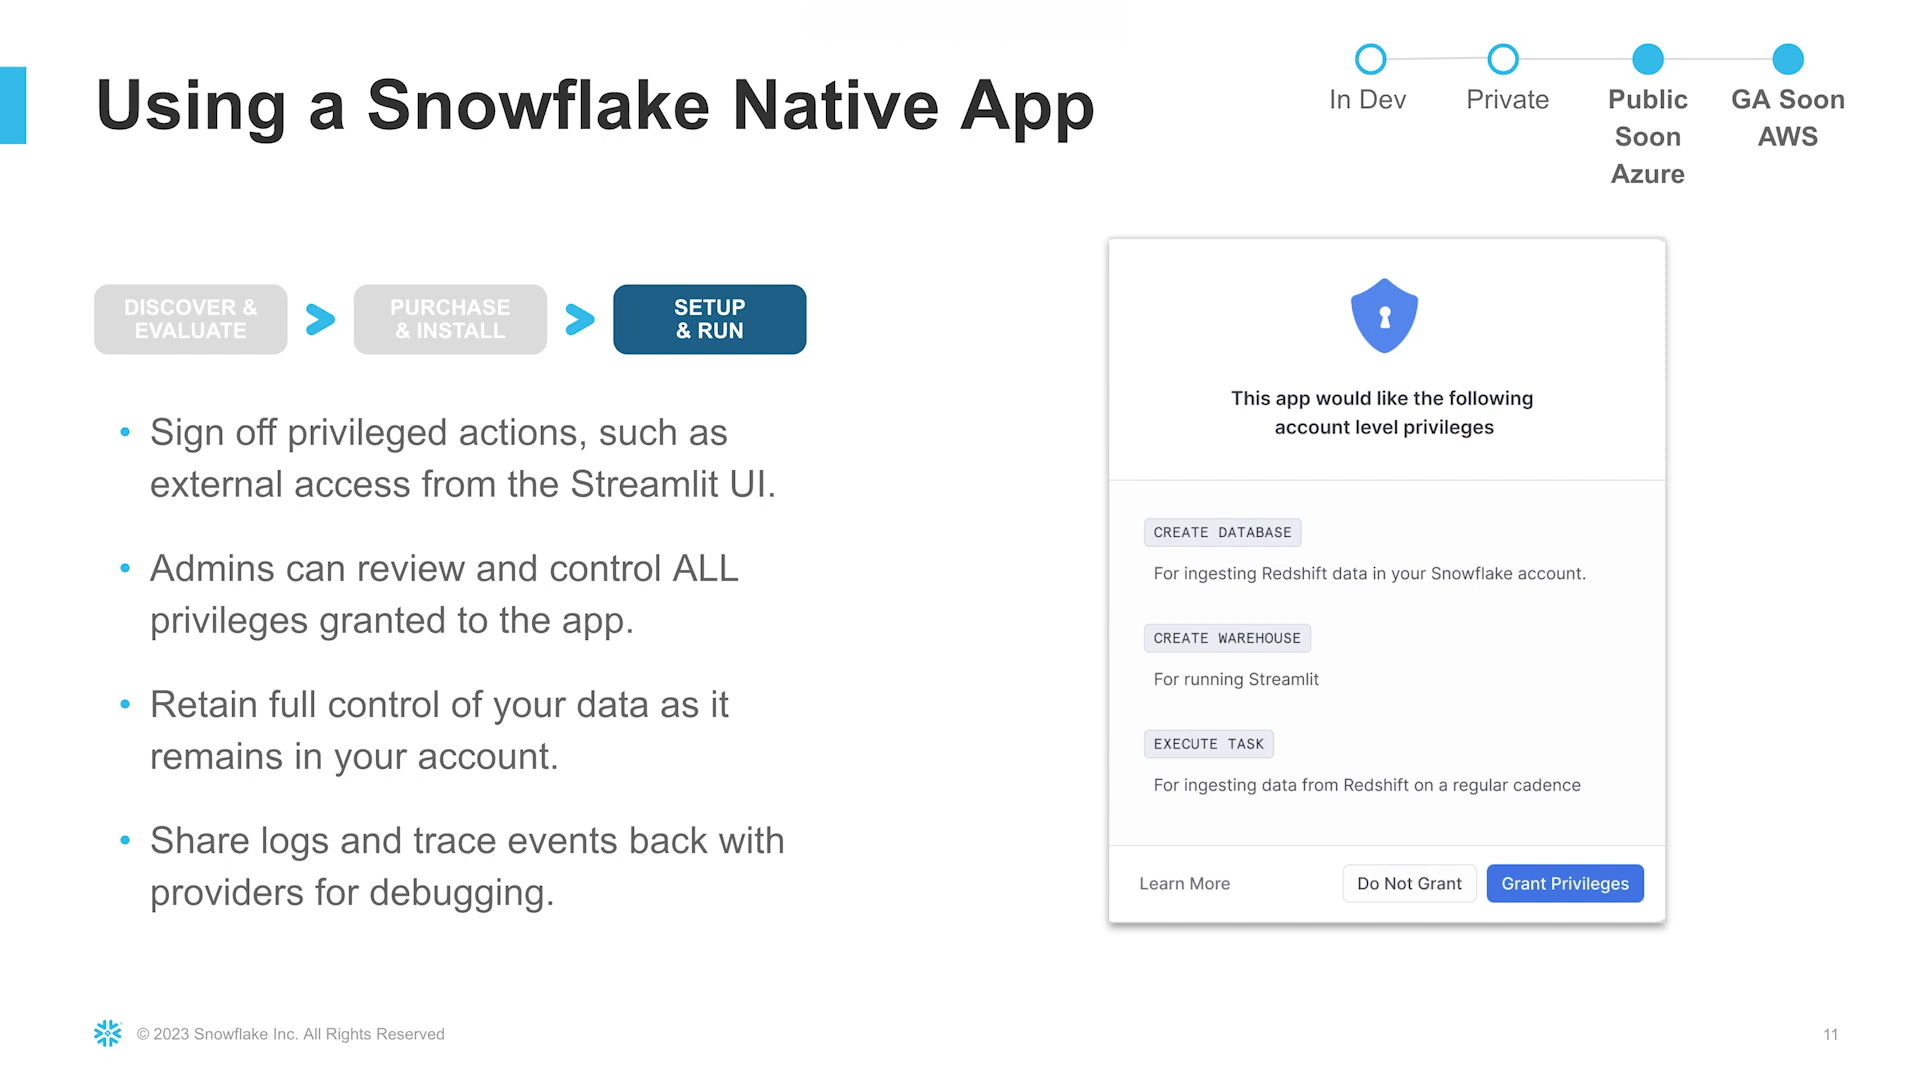 Using a Snowflake Native App
In Dev
Private
Public
Soon
Azure
GA Soon
AWS
DISCOVER &
EVALUATE
PURCHASE
& INSTALL
SETUP
& RUN
• Sign off privileged actions, such as
external access from the Streamlit UI.
• Admins can review and control ALL
privileges granted to the app.
• Retain full control of your data as it
remains in your account.
• Share logs and trace events back with
providers for debugging.
This app would like the following
account level privileges
CREATE DATABASE
For ingesting Redshift data in your Snowflake account.
CREATE WAREHOUSE
For running Streamlit
EXECUTE TASK
For ingesting data from Redshift on a regular cadence
Learn More
Do Not Grant
Grant Privileges
© 2023 Snowflake Inc. All Rights Reserved
11